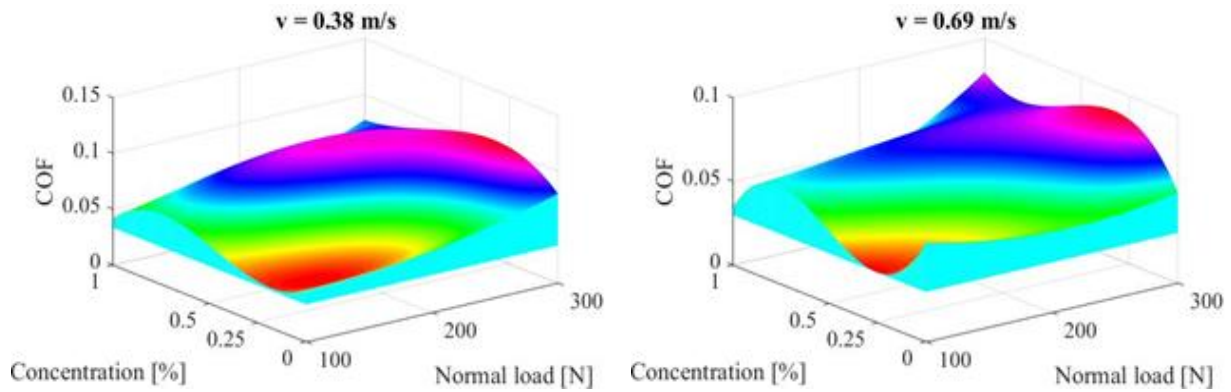 v = 0.38 m/s
0.15
0.1
0.05
0
COF
1
0.5
0.25
0
Concentration [%]
100
200
300
Normal load [N]
v = 0.69 m/s
0.1
0.05
0
COF
1
0.5
0.25
0
Concentration [%]
100
200
300
Normal load [N]